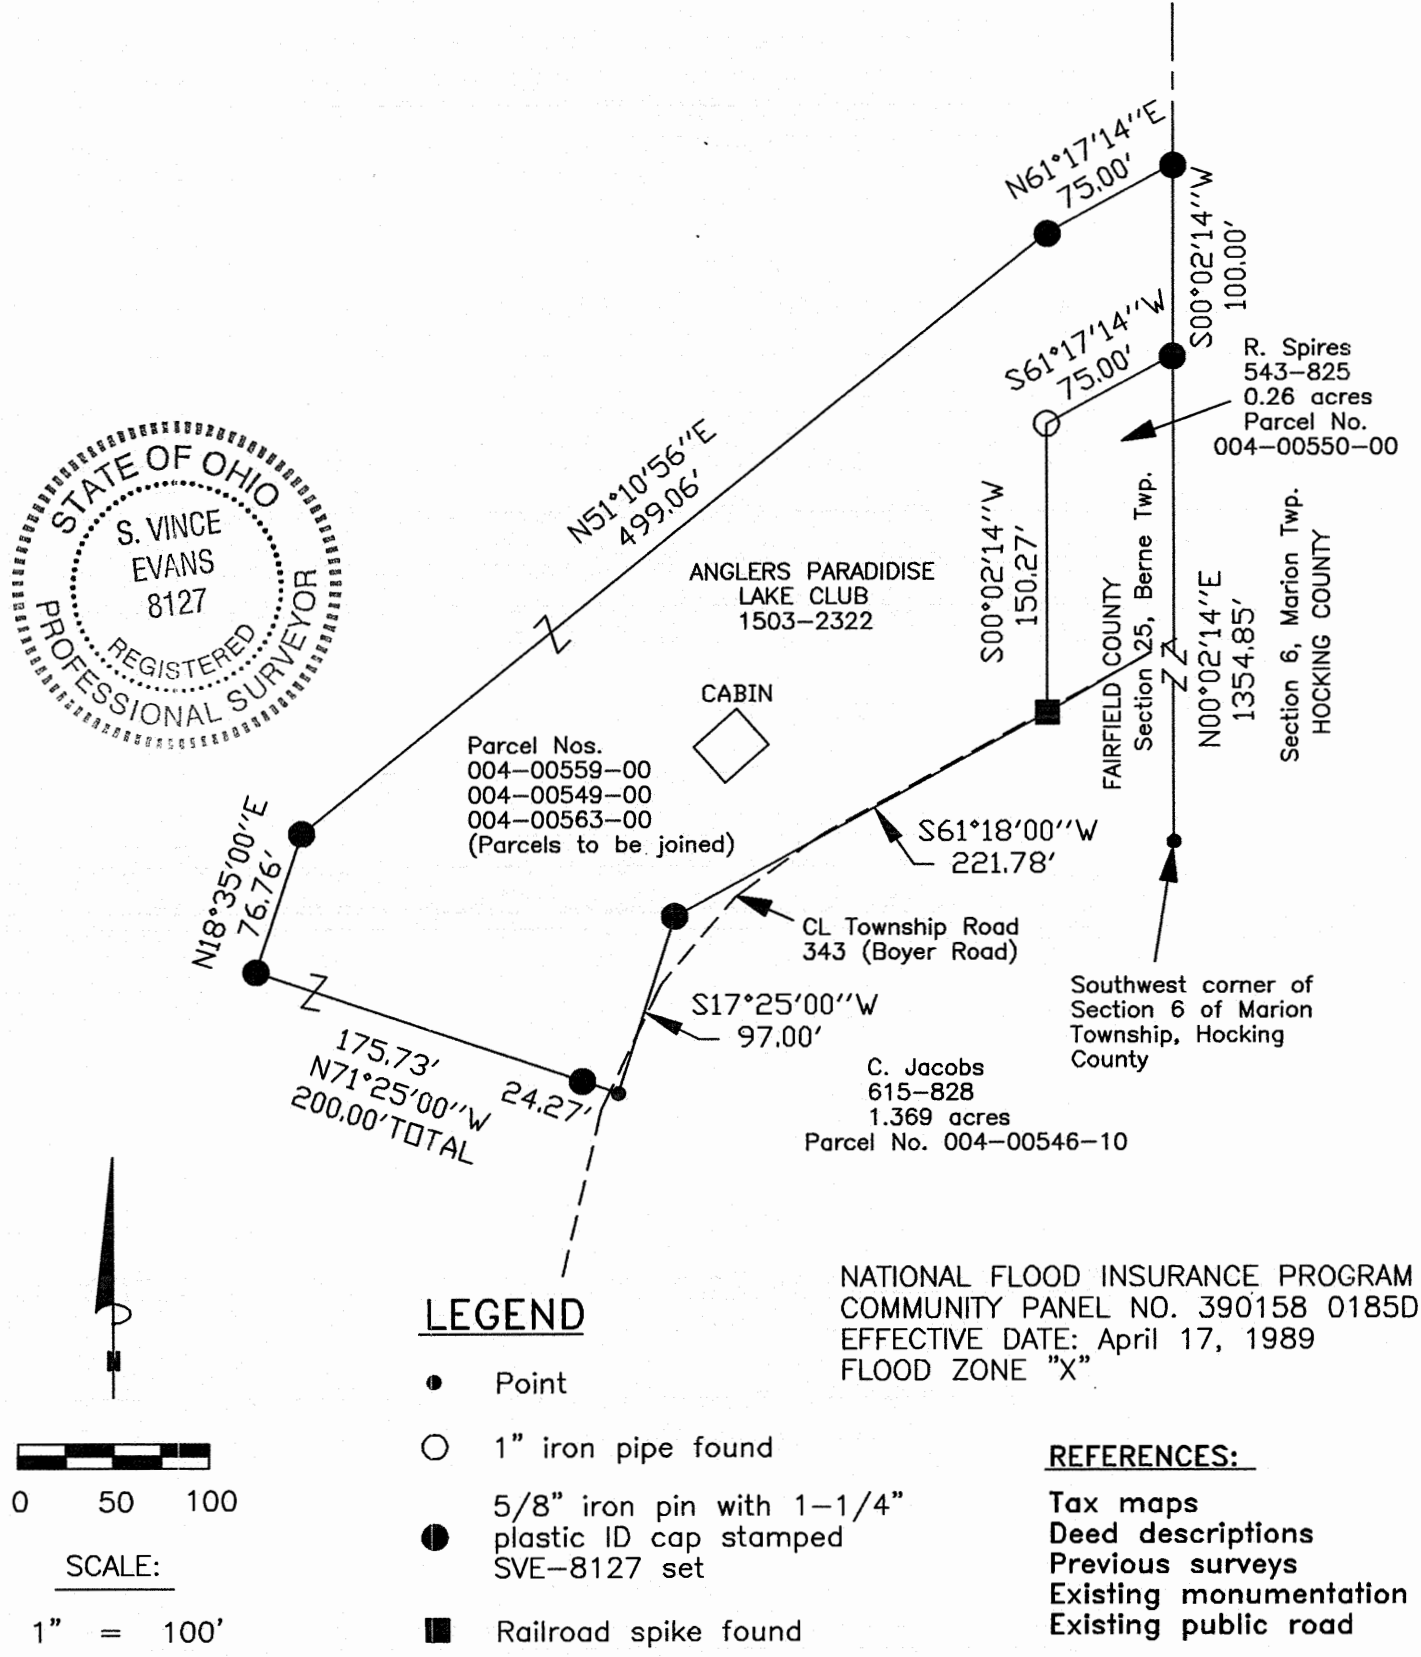 N61°17'14"E
75.00'
S00°02'14"W
100.00'
S61°17'14"W
75.00'
R. Spires
543-825
0.26 acres
Parcel No.
004-00550-00
N51°10'56"E
499.06'
STATE OF OHIO
S. VINCE
EVANS
8127
REGISTERED
PROFESSIONAL SURVEYOR
ANGLERS PARADIDISE
LAKE CLUB
1503-2322
S00°02'14"W
150.27'
FAIRFIELD COUNTY
Section 25, Berne Twp.
N00°02'14"E
1354.85'
Section 6, Marion Twp.
HOCKING COUNTY
CABIN
Parcel Nos.
004-00559-00
004-00549-00
004-00563-00
(Parcels to be joined)
N18°35'00"E
76.76'
S61°18'00"W
221.78'
CL Township Road
343 (Boyer Road)
S17°25'00"W
97.00'
Southwest corner of
Section 6 of Marion
Township, Hocking
County
175.73'
N71°25'00"W
200.00'TOTAL
24.27'
C. Jacobs
615-828
1.369 acres
Parcel No. 004-00546-10
N
NATIONAL FLOOD INSURANCE PROGRAM
COMMUNITY PANEL NO. 390158 0185D
EFFECTIVE DATE: April 17, 1989
FLOOD ZONE "X"
LEGEND
Point
1" iron pipe found
5/8" iron pin with 1-1/4"
plastic ID cap stamped
SVE-8127 set
Railroad spike found
0 50 100
SCALE:
1" = 100'
REFERENCES:
Tax maps
Deed descriptions
Previous surveys
Existing monumentation
Existing public road